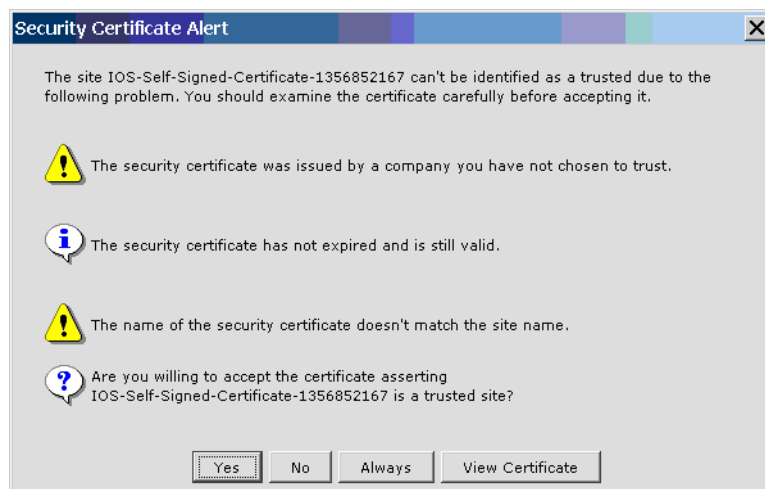 Security Certificate Alert
The site IOS-Self-Signed-Certificate-1356852167 can't be identified as a trusted due to the
following problem. You should examine the certificate carefully before accepting it.
The security certificate was issued by a company you have not chosen to trust.
The security certificate has not expired and is still valid.
The name of the security certificate doesn't match the site name.
Are you willing to accept the certificate asserting
IOS-Self-Signed-Certificate-1356852167 is a trusted site?
Yes No Always View Certificate